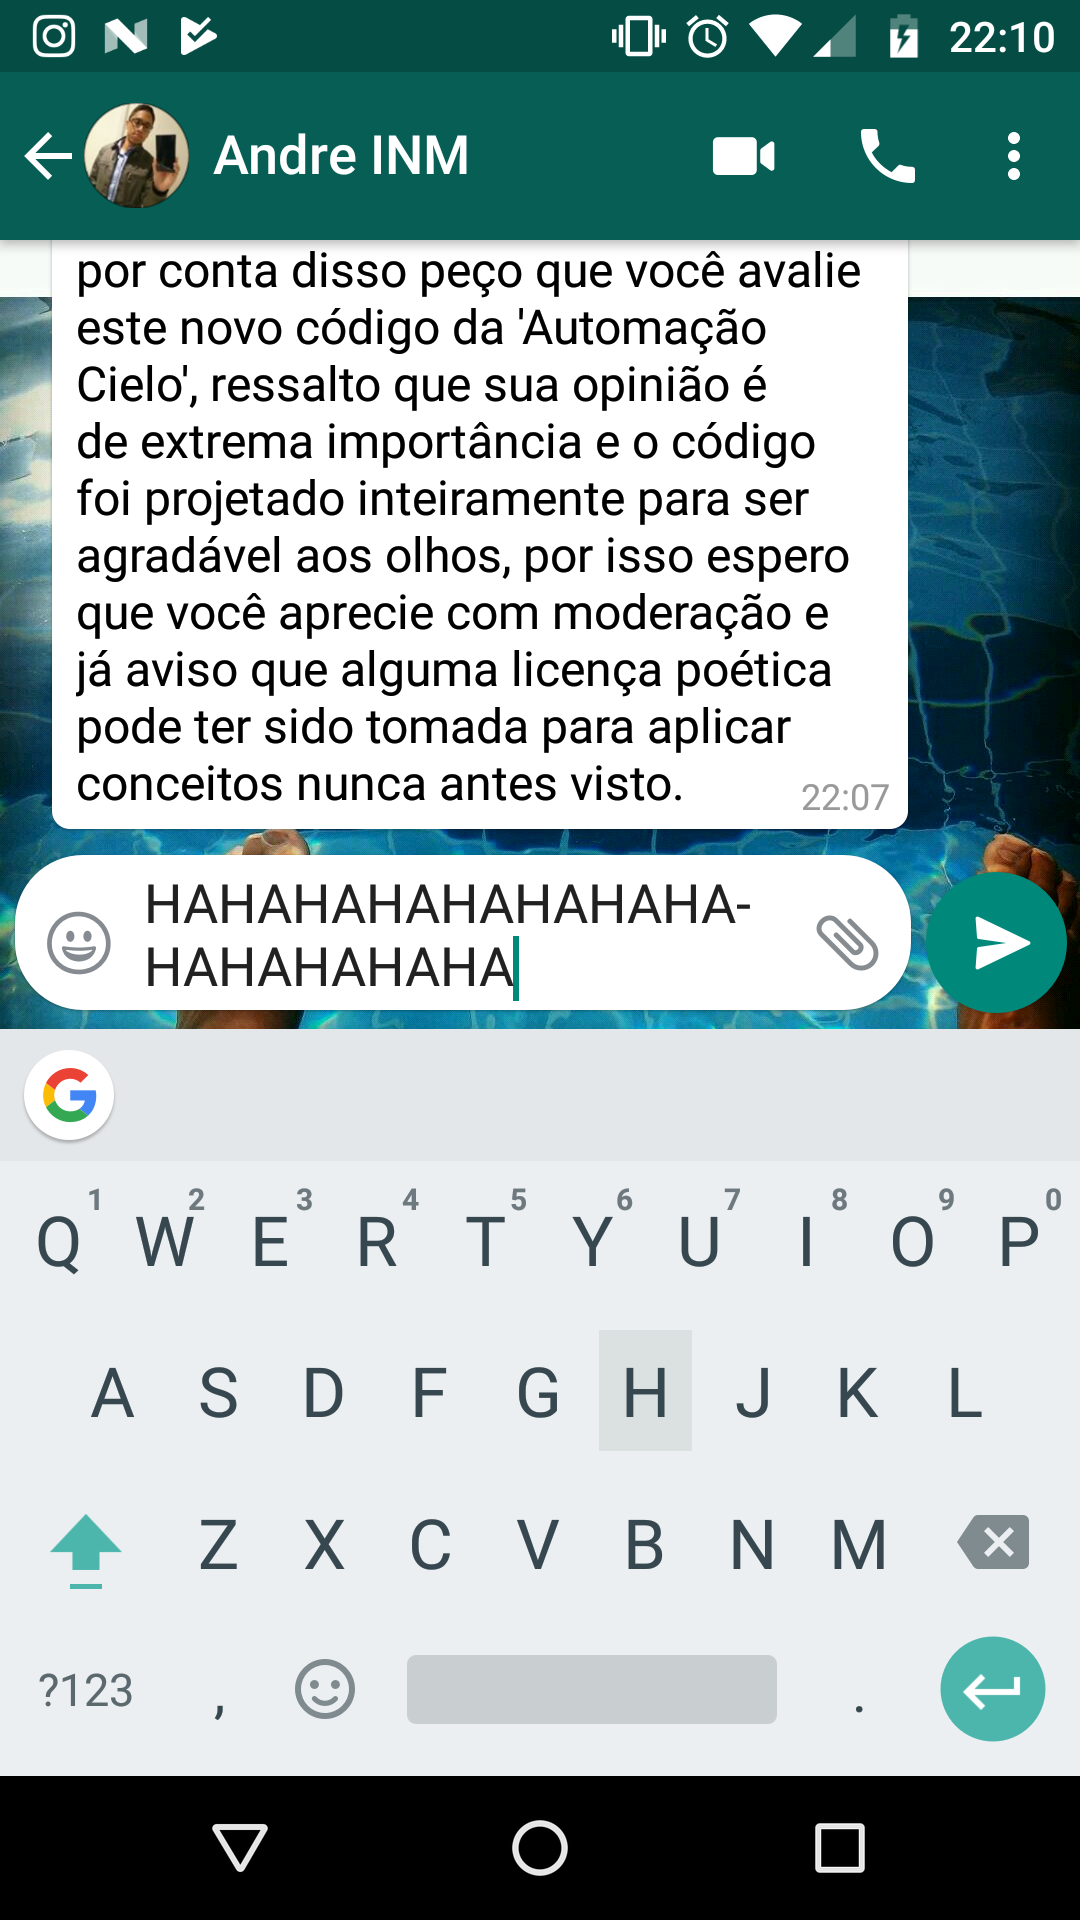 22:10
Andre INM
por conta disso peço que você avalie
este novo código da 'Automação
Cielo', ressalto que sua opinião é
de extrema importância e o código
foi projetado inteiramente para ser
agradável aos olhos, por isso espero
que você aprecie com moderação e
já aviso que alguma licença poética
pode ter sido tomada para aplicar
conceitos nunca antes visto.
22:07
HAHAHAHAHAHAHAHA-
HAHAHAHAHA
1 2 3 4 5 6 7 8 9 0
Q W E R T Y U I O P
A S D F G H J K L
Z X C V B N M
?123 , .